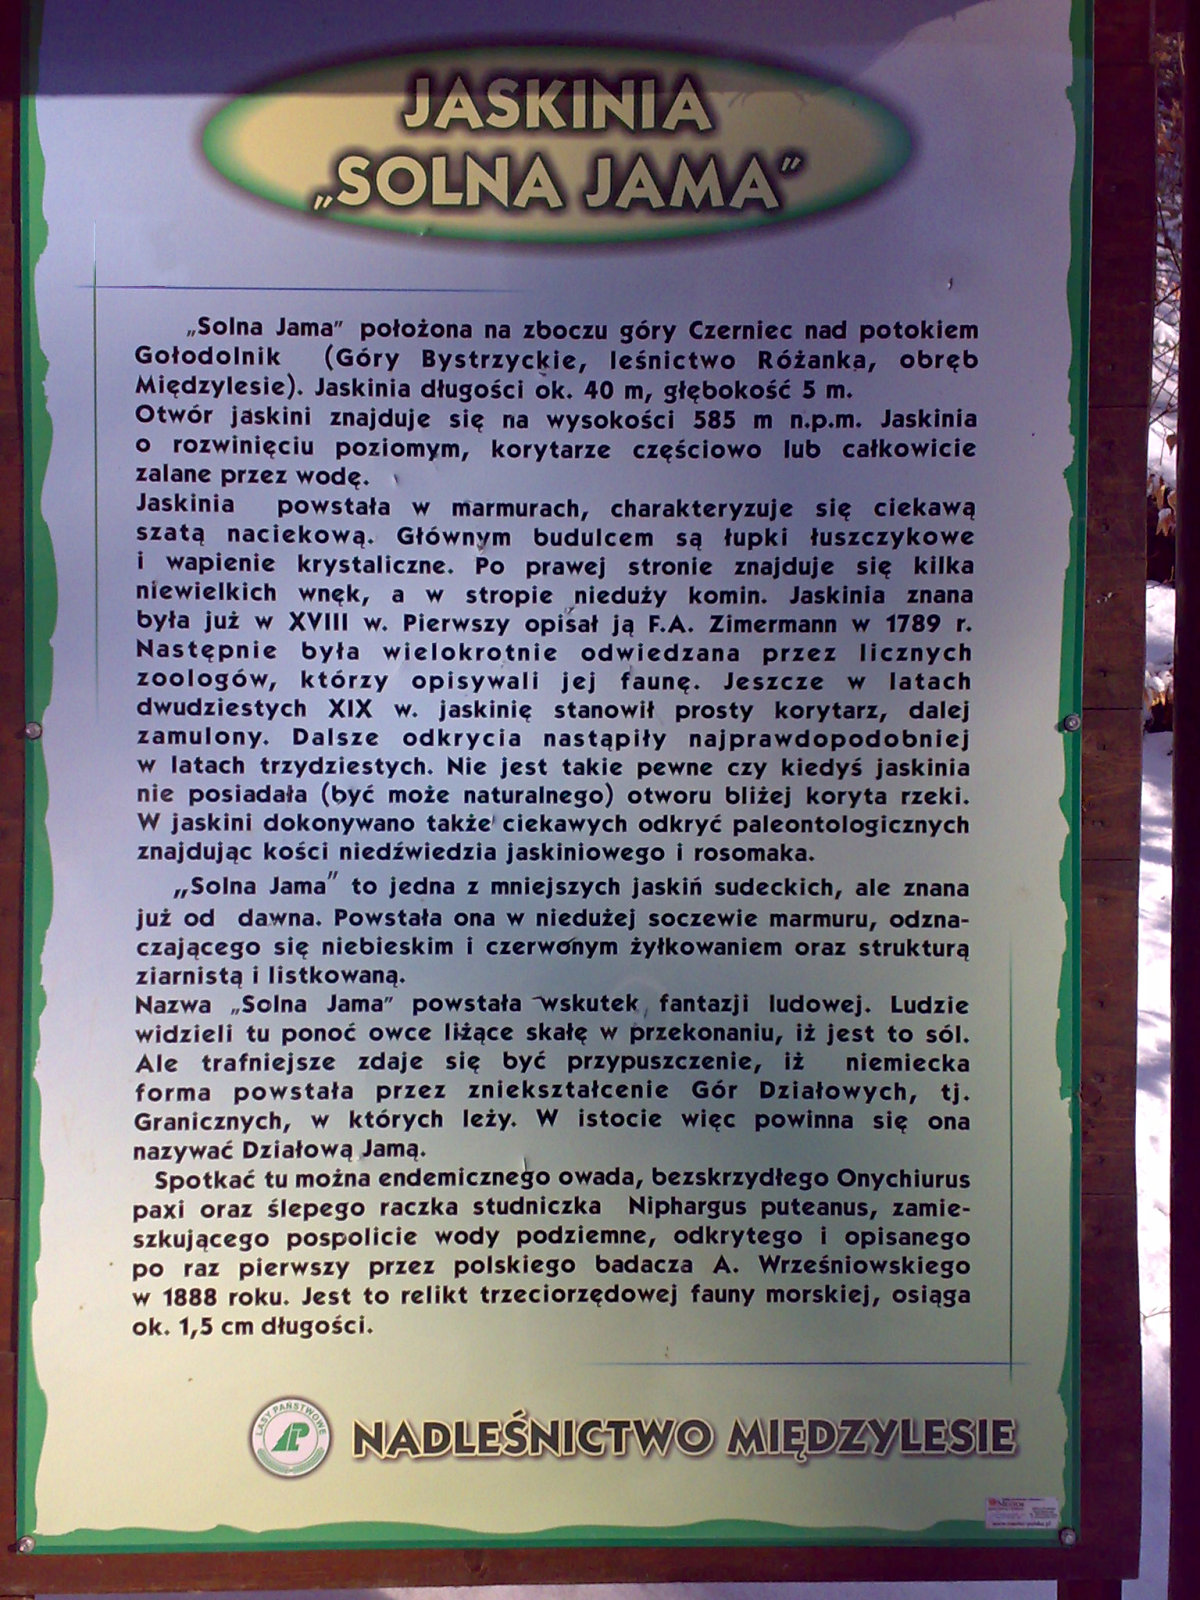 JASKINIA
„SOLNA JAMA”
„Solna Jama” położona na zboczu góry Czerniec nad potokiem
Gołodolnik (Góry Bystrzyckie, leśnictwo Różanka, obręb
Międzylesie). Jaskinia długości ok. 40 m, głębokość 5 m.
Otwór jaskini znajduje się na wysokości 585 m n.p.m. Jaskinia
o rozwinięciu poziomym, korytarze częściowo lub całkowicie
zalane przez wodę.
Jaskinia powstała w marmurach, charakteryzuje się ciekawą
szatą naciekową. Głównym budulcem są łupki łuszczykowe
i wapienie krystaliczne. Po prawej stronie znajduje się kilka
niewielkich wnęk, a w stropie nieduży komin. Jaskinia znana
była już w XVIII w. Pierwszy opisał ją F.A. Zimermann w 1789 r.
Następnie była wielokrotnie odwiedzana przez licznych
zoologów, którzy opisywali jej faunę. Jeszcze w latach
dwudziestych XIX w. jaskinię stanowił prosty korytarz, dalej
zamulony. Dalsze odkrycia nastąpiły najprawdopodobniej
w latach trzydziestych. Nie jest takie pewne czy kiedyś jaskinia
nie posiadała (być może naturalnego) otworu bliżej koryta rzeki.
W jaskini dokonywano także ciekawych odkryć paleontologicznych
znajdując kości niedźwiedzia jaskiniowego i rosomaka.
„Solna Jama” to jedna z mniejszych jaskiń sudeckich, ale znana
już od dawna. Powstała ona w niedużej soczewie marmuru, odzna-
czającego się niebieskim i czerwonym żyłkowaniem oraz strukturą
ziarnistą i listkowaną.
Nazwa „Solna Jama” powstała wskutek fantazji ludowej. Ludzie
widzieli tu ponoć owce liżące skałę w przekonaniu, iż jest to sól.
Ale trafniejsze zdaje się być przypuszczenie, iż niemiecka
forma powstała przez zniekształcenie Gór Działowych, tj.
Granicznych, w których leży. W istocie więc powinna się ona
nazywać Działową Jamą.
Spotkać tu można endemicznego owada, bezskrzydłego Onychiurus
paxi oraz ślepego raczka studniczka Niphargus puteanus, zamie-
szkującego pospolicie wody podziemne, odkrytego i opisanego
po raz pierwszy przez polskiego badacza A. Wrześniowskiego
w 1888 roku. Jest to relikt trzeciorzędowej fauny morskiej, osiąga
ok. 1,5 cm długości.
LASY PAŃSTWOWE
NADLEŚNICTWO MIĘDZYLESIE